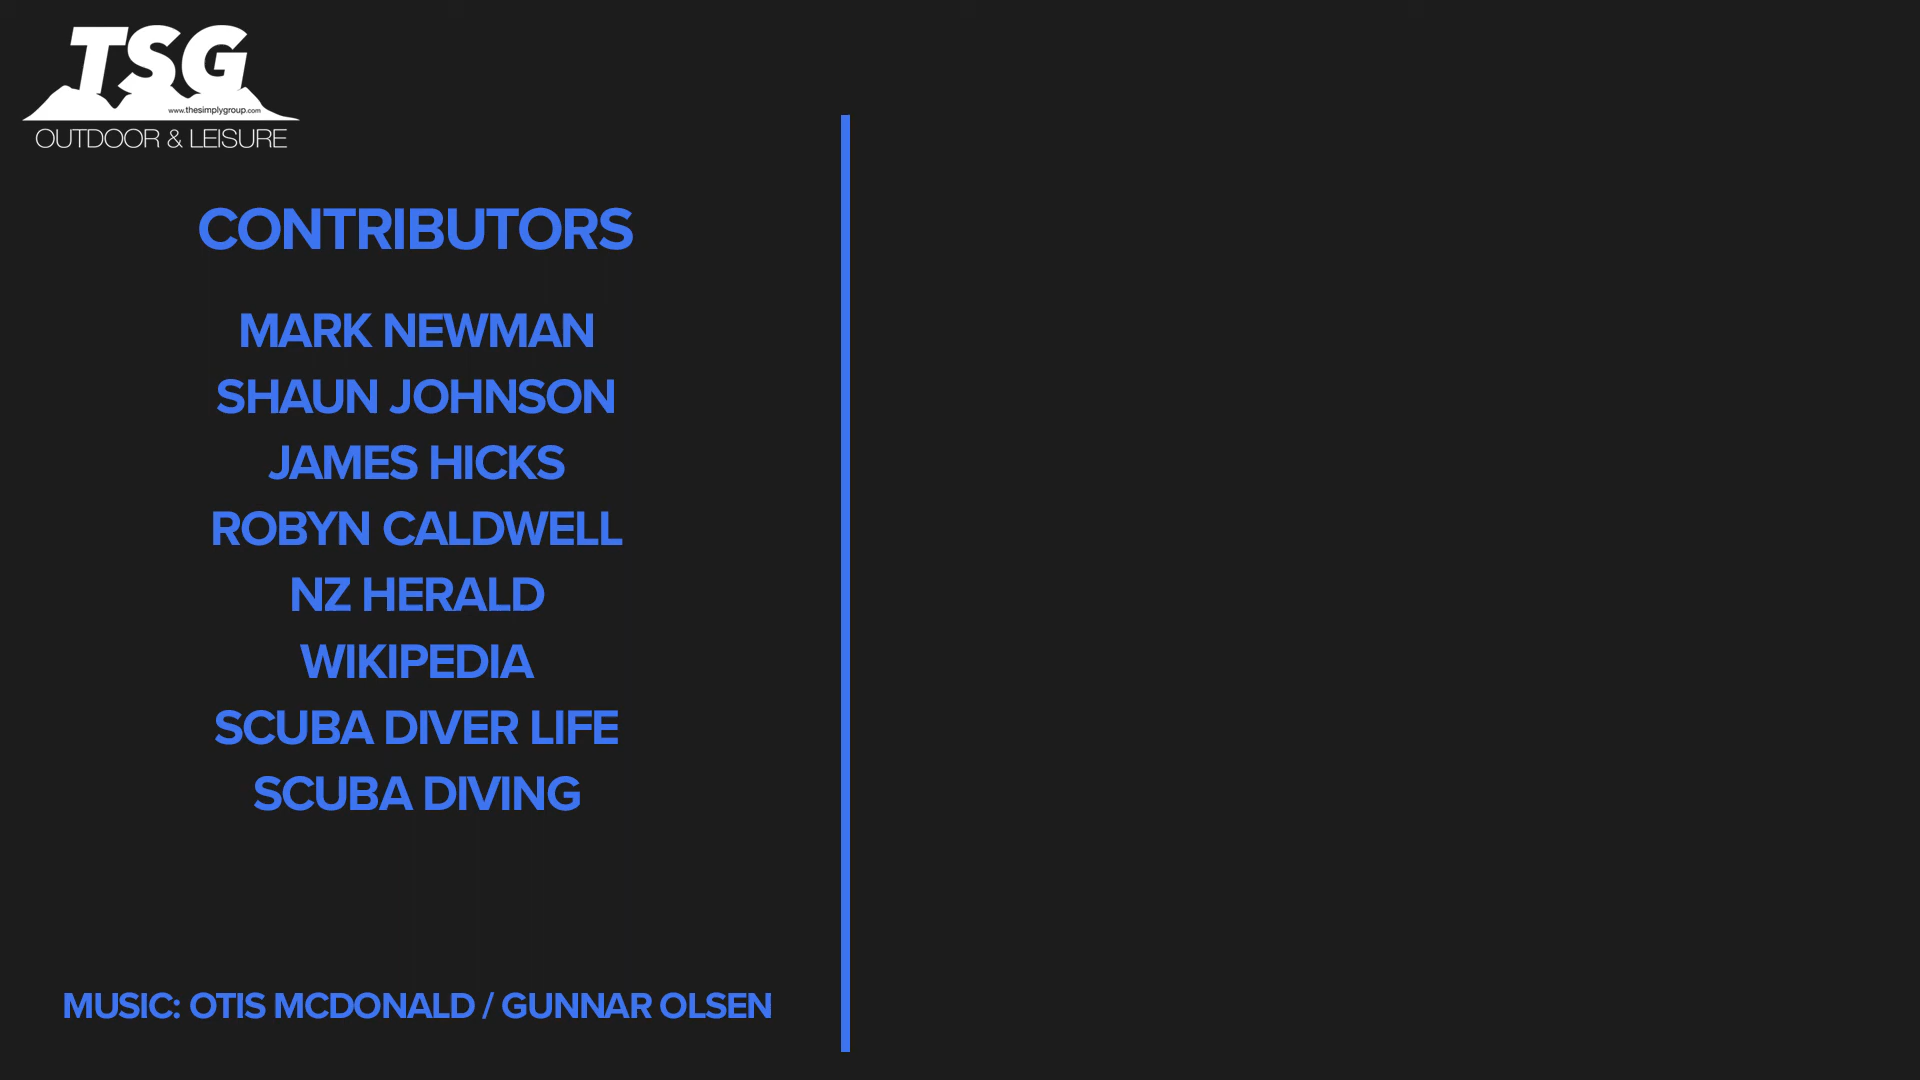 TSG
www.thesimplygroup.com
OUTDOOR & LEISURE
CONTRIBUTORS
MARK NEWMAN
SHAUN JOHNSON
JAMES HICKS
ROBYN CALDWELL
NZ HERALD
WIKIPEDIA
SCUBA DIVER LIFE
SCUBA DIVING
MUSIC: OTIS MCDONALD / GUNNAR OLSEN